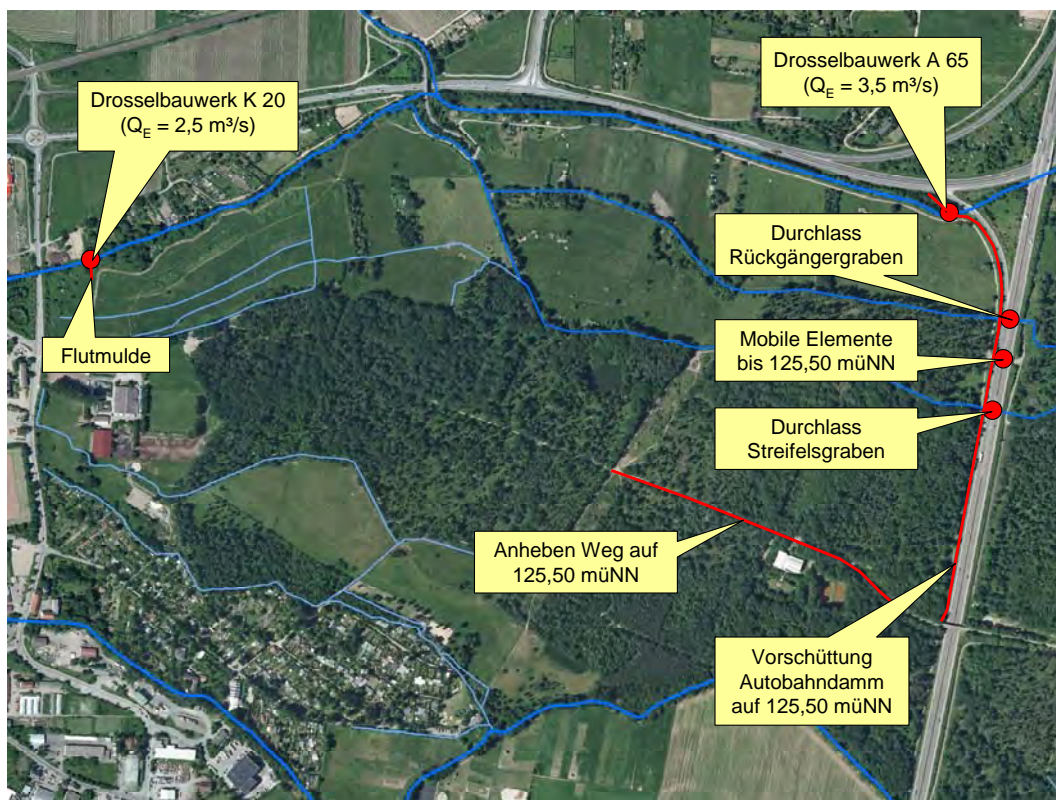 Drosselbauwerk K 20
(Q_E = 2,5 m³/s)
Drosselbauwerk A 65
(Q_E = 3,5 m³/s)
Durchlass
Rückgängergraben
Mobile Elemente
bis 125,50 müNN
Flutmulde
Durchlass
Streifelsgraben
Anheben Weg auf
125,50 müNN
Vorschüttung
Autobahndamm
auf 125,50 müNN